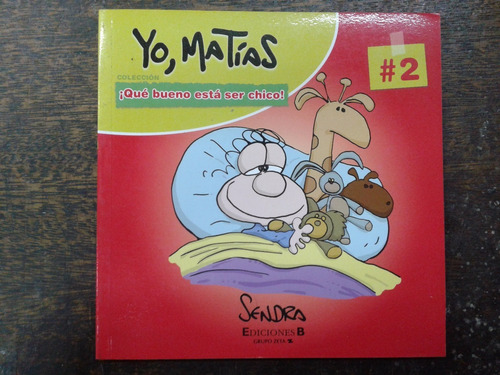 YO, MATÍAS
COLECCIÓN
¡Qué bueno está ser chico!
#2
SENDRA
EDICIONES B
GRUPO ZETA